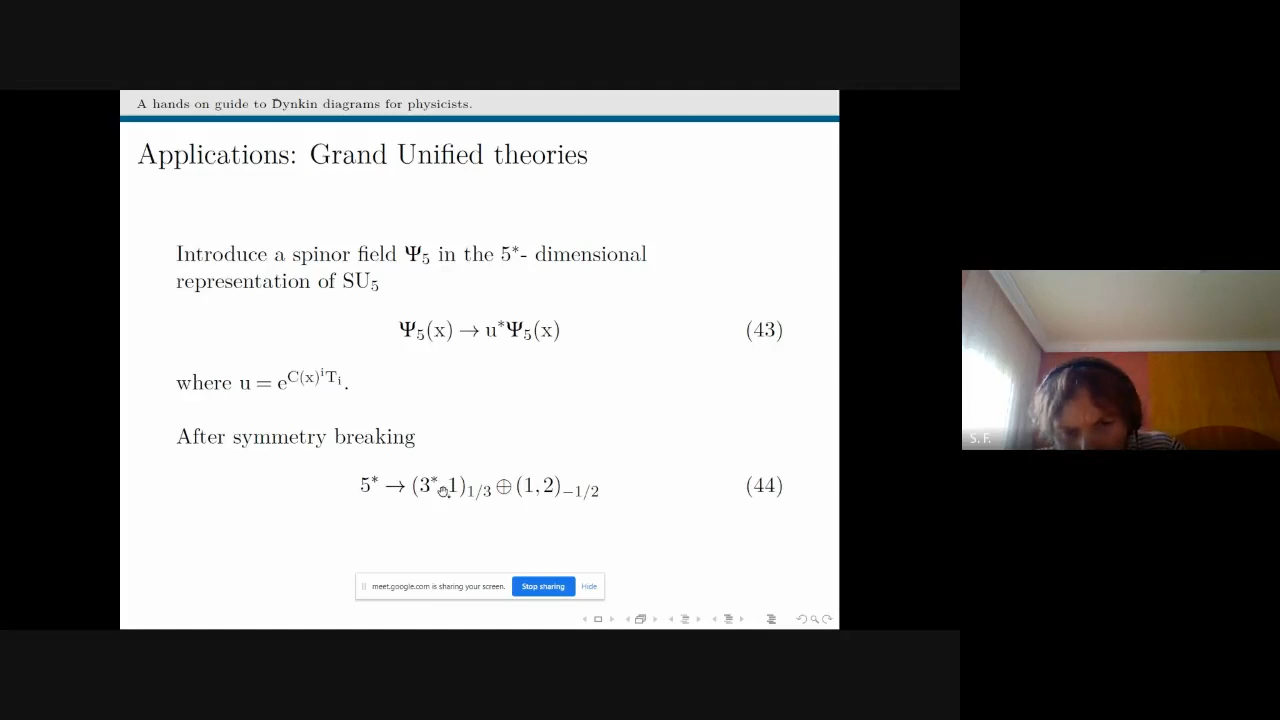 A hands on guide to Dynkin diagrams for physicists.
Applications: Grand Unified theories
Introduce a spinor field Ψ₅ in the 5*- dimensional
representation of SU₅
Ψ₅(x) → u*Ψ₅(x) (43)
where u = e^{C(x)^i T_i}.
After symmetry breaking
5* → (3*, 1)_{1/3} ⊕ (1, 2)_{−1/2} (44)
S. F.
meet.google.com is sharing your screen. Stop sharing Hide